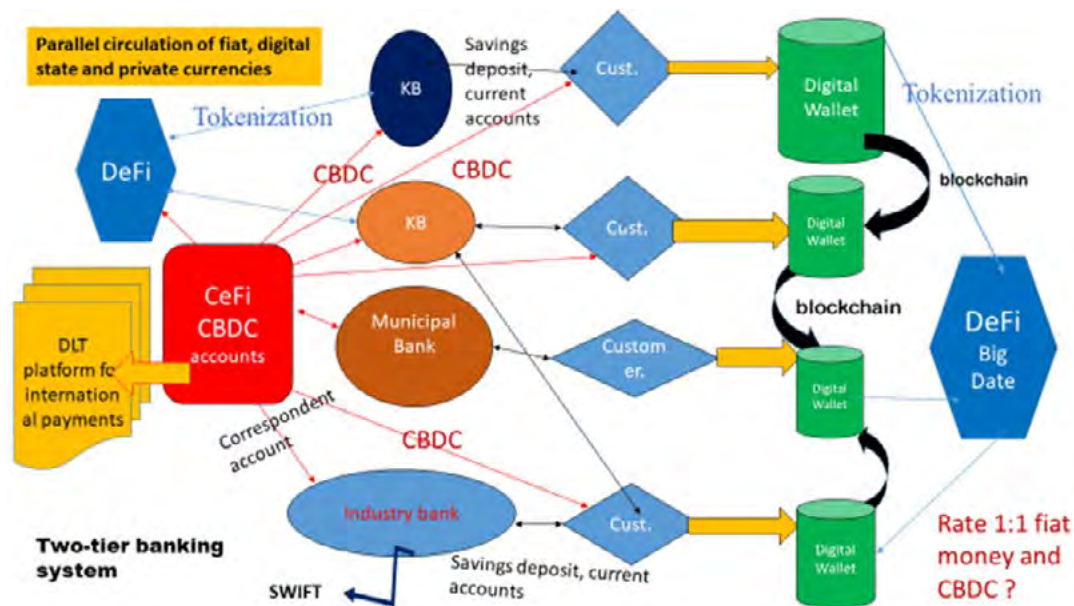 Parallel circulation of fiat, digital
state and private currencies
Savings
deposit,
current
accounts
KB
Cust.
Digital
Wallet
Tokenization
Tokenization
DeFi
CBDC
CBDC
blockchain
KB
Cust.
Digital
Wallet
CeFi
CBDC
accounts
Municipal
Bank
Custom
er.
blockchain
Digital
Wallet
DeFi
Big
Date
DLT
platform fo
internation
al payments
Correspondent
account
CBDC
Industry bank
Cust.
Digital
Wallet
Rate 1:1 fiat
money and
CBDC ?
Two-tier banking
system
Savings deposit, current
accounts
SWIFT